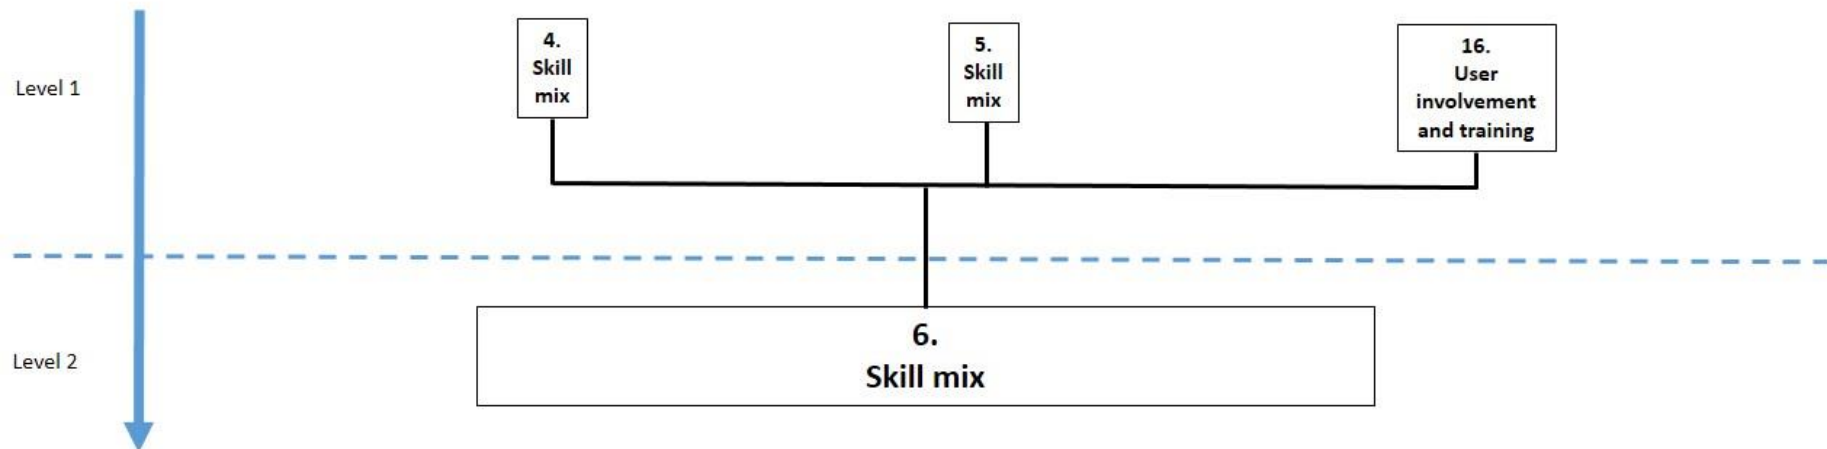 Level 1
4.
Skill
mix
5.
Skill
mix
16.
User
involvement
and training
Level 2
6.
Skill mix